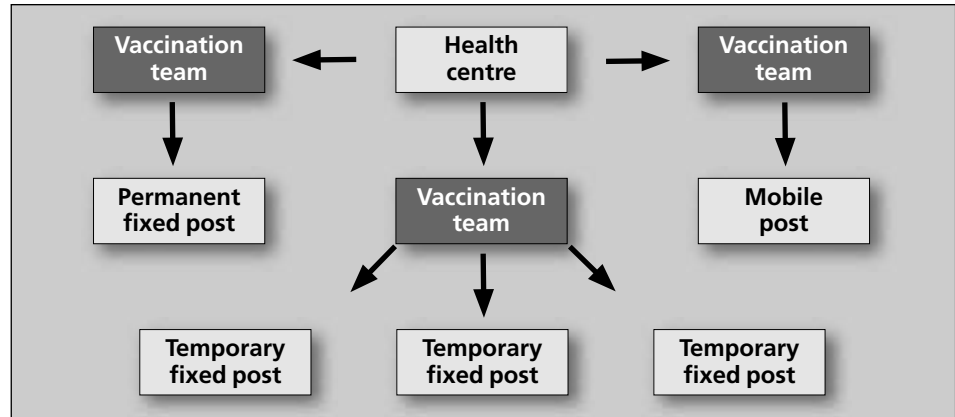 Vaccination
team
Health
centre
Vaccination
team
Permanent
fixed post
Vaccination
team
Mobile
post
Temporary
fixed post
Temporary
fixed post
Temporary
fixed post